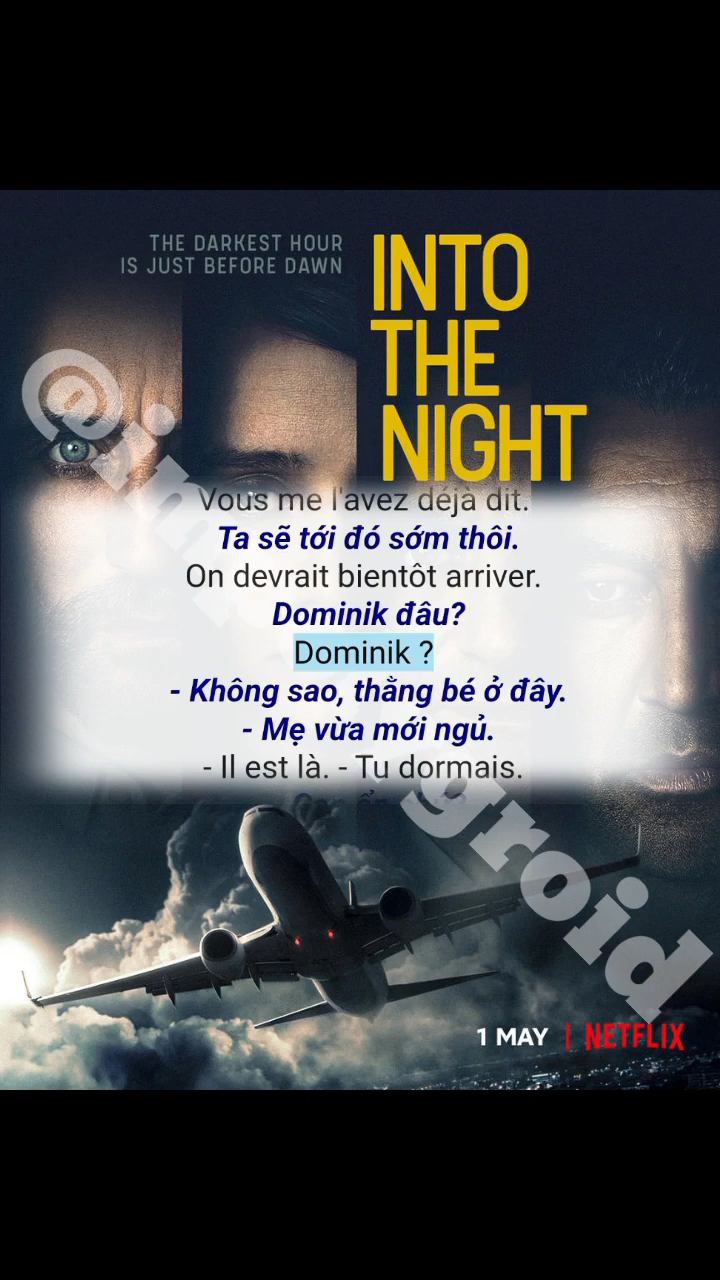 THE DARKEST HOUR
IS JUST BEFORE DAWN
INTO
THE
NIGHT
Vous me l'avez déjà dit.
Ta sẽ tới đó sớm thôi.
On devrait bientôt arriver.
Dominik đâu?
Dominik ?
- Không sao, thằng bé ở đây.
- Mẹ vừa mới ngủ.
- Il est là. - Tu dormais.
1 MAY | NETFLIX